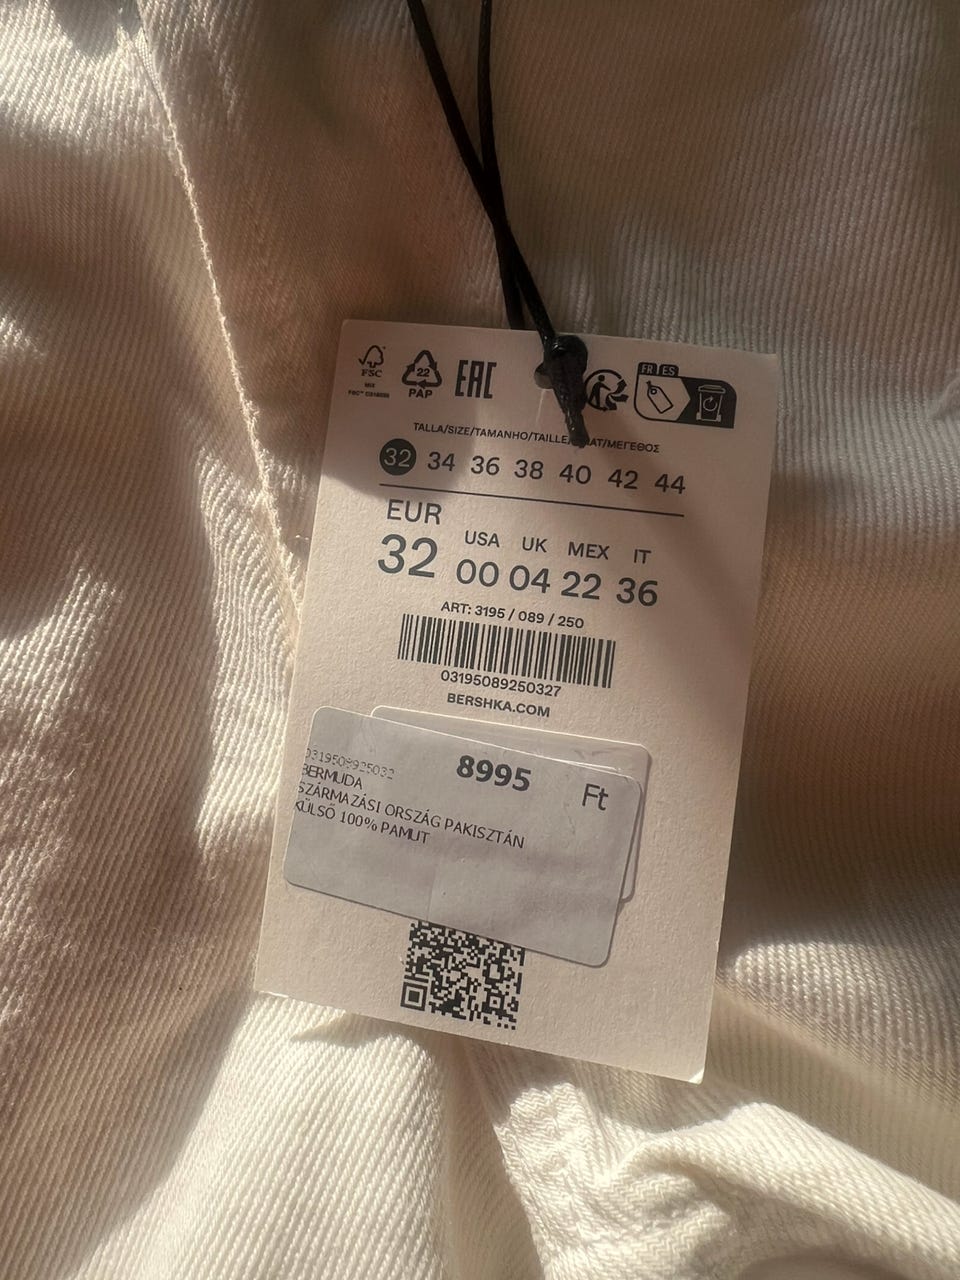 FSC
MIX
22
PAP
EAC
FR ES
TALLA/SIZE/TAMANHO/TAILLE/ МАТ/ΜΕΓΕΘΟΣ
32 34 36 38 40 42 44
EUR USA UK MEX IT
32 00 04 22 36
ART: 3195 / 089 / 250
03195089250327
BERSHKA.COM
8995 Ft
0319508925032
BERMUDA
SZÁRMAZÁSI ORSZÁG PAKISZTÁN
KÜLSŐ 100% PAMUT